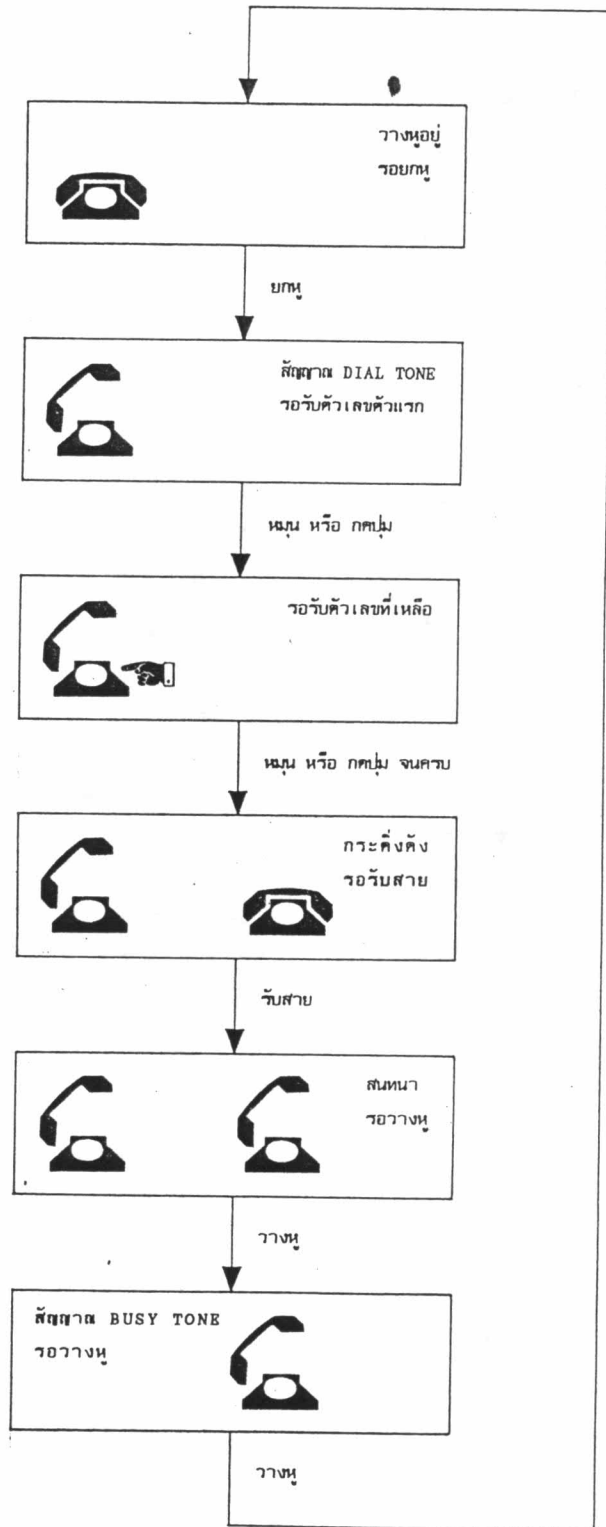 วางหูอยู่
รอยกหู
ยกหู
สัญญาณ DIAL TONE
รอรับตัวเลขตัวแรก
หมุน หรือ กดปุ่ม
รอรับตัวเลขที่เหลือ
หมุน หรือ กดปุ่ม จนครบ
กระดิ่งดัง
รอรับสาย
รับสาย
สนทนา
รอวางหู
วางหู
สัญญาณ BUSY TONE
รอวางหู
วางหู